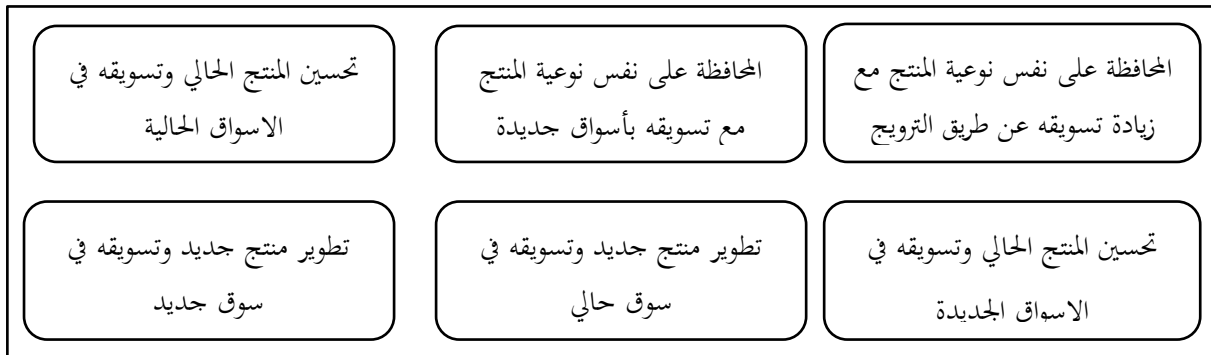 المحافظة على نفس نوعية المنتج مع
زيادة تسويقه عن طريق الترويج
المحافظة على نفس نوعية المنتج
مع تسويقه بأسواق جديدة
تحسين المنتج الحالي وتسويقه في
الاسواق الحالية
تحسين المنتج الحالي وتسويقه في
الاسواق الجديدة
تطوير منتج جديد وتسويقه في
سوق حالي
تطوير منتج جديد وتسويقه في
سوق جديد